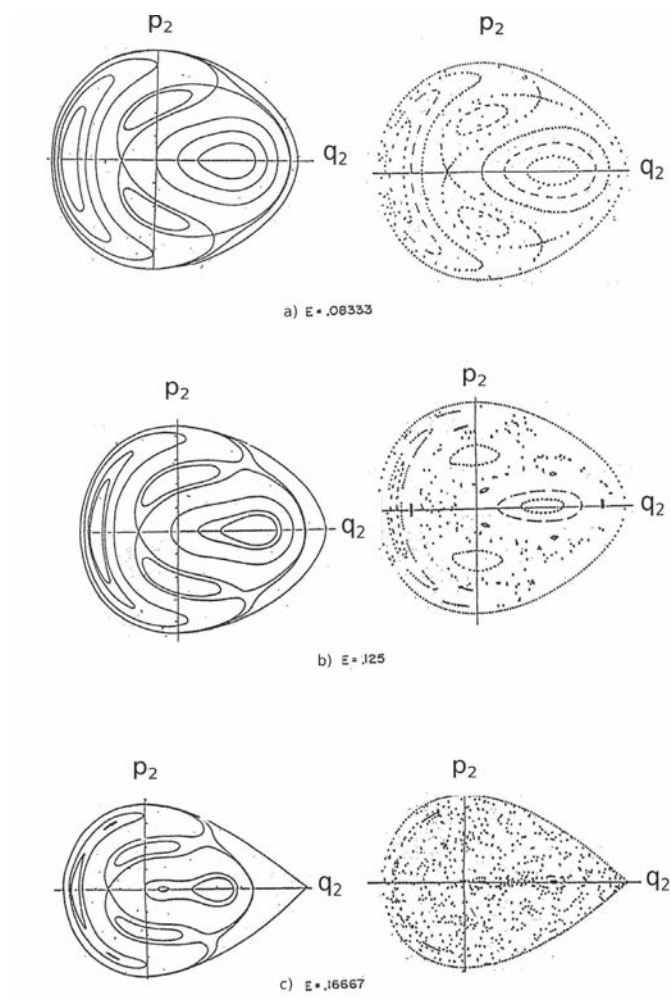 p₂
p₂
q₂
q₂
a) E = .08333
p₂
p₂
q₂
q₂
b) E = .125
p₂
p₂
q₂
q₂
c) E = .16667